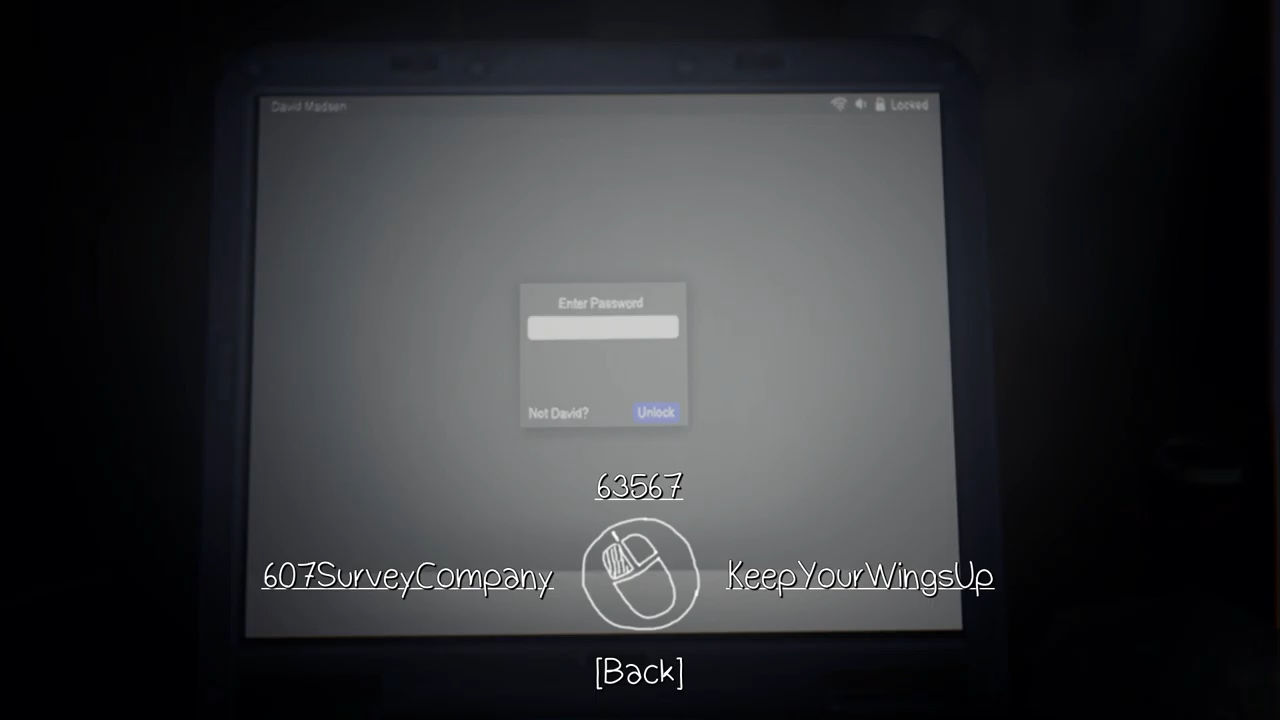 David Madsen
Locked
Enter Password
Not David?
Unlock
63567
607SurveyCompany
KeepYourWingsUp
[Back]